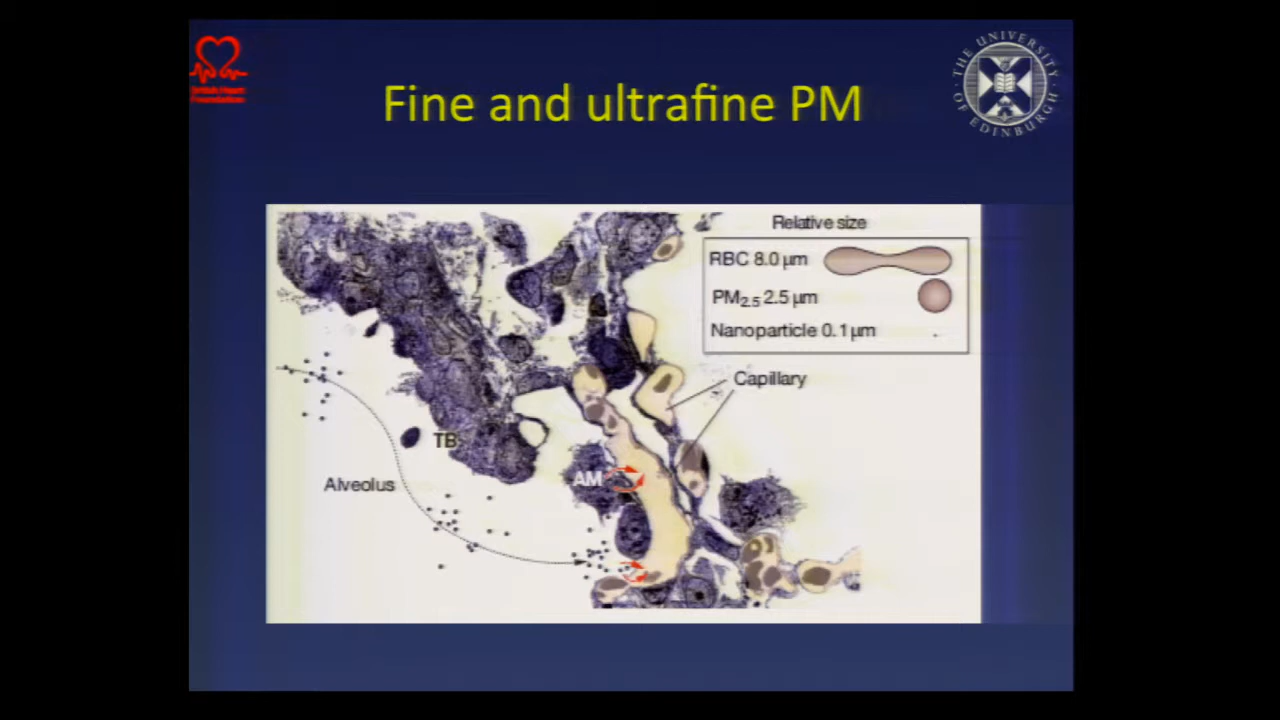 THE UNIVERSITY
OF EDINBURGH
Fine and ultrafine PM
Relative size
RBC 8.0 µm
PM2.5 2.5 µm
Nanoparticle 0.1 µm
Capillary
TB
AM
Alveolus